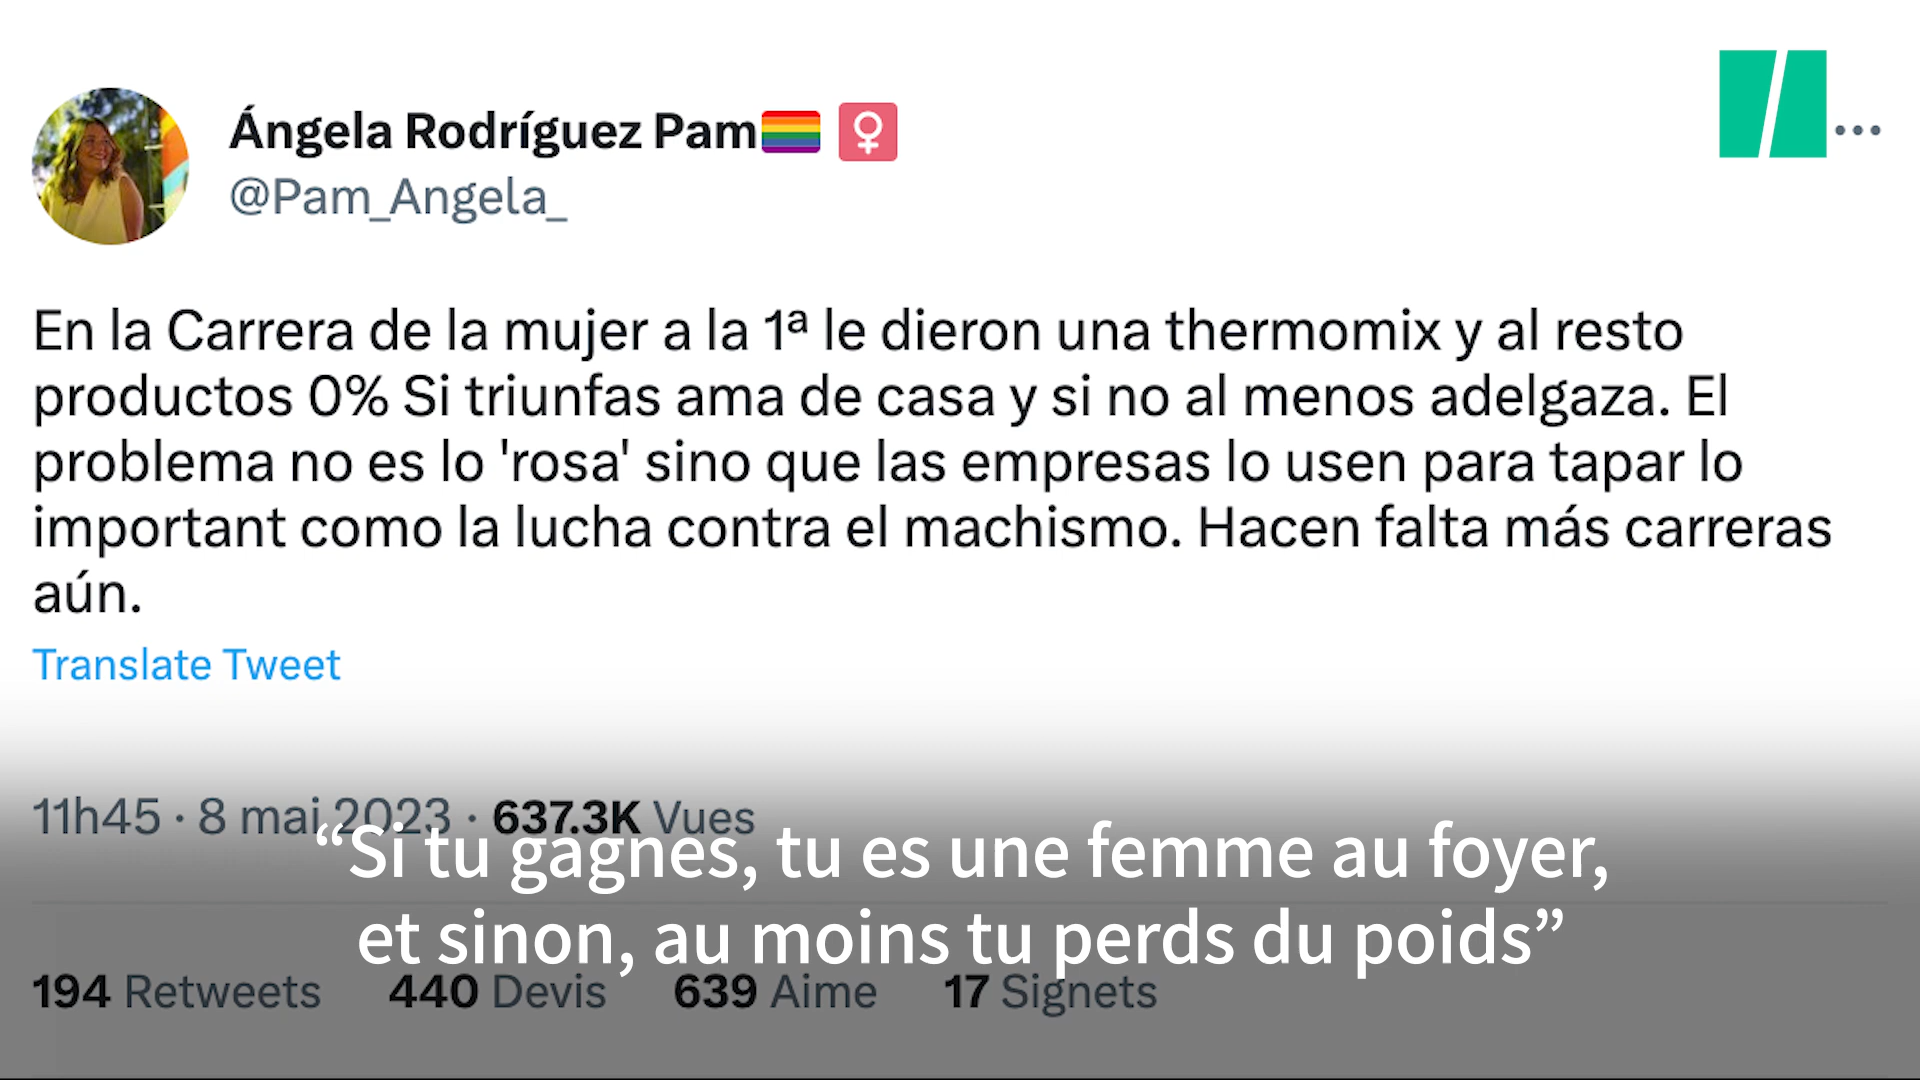 Ángela Rodríguez Pam
@Pam_Angela_
En la Carrera de la mujer a la 1ª le dieron una thermomix y al resto
productos 0% Si triunfas ama de casa y si no al menos adelgaza. El
problema no es lo 'rosa' sino que las empresas lo usen para tapar lo
important como la lucha contra el machismo. Hacen falta más carreras
aún.
Translate Tweet
11h45 · 8 mai 2023 · 637.3K Vues
“Si tu gagnes, tu es une femme au foyer,
et sinon, au moins tu perds du poids”
194 Retweets 440 Devis 639 Aime 17 Signets